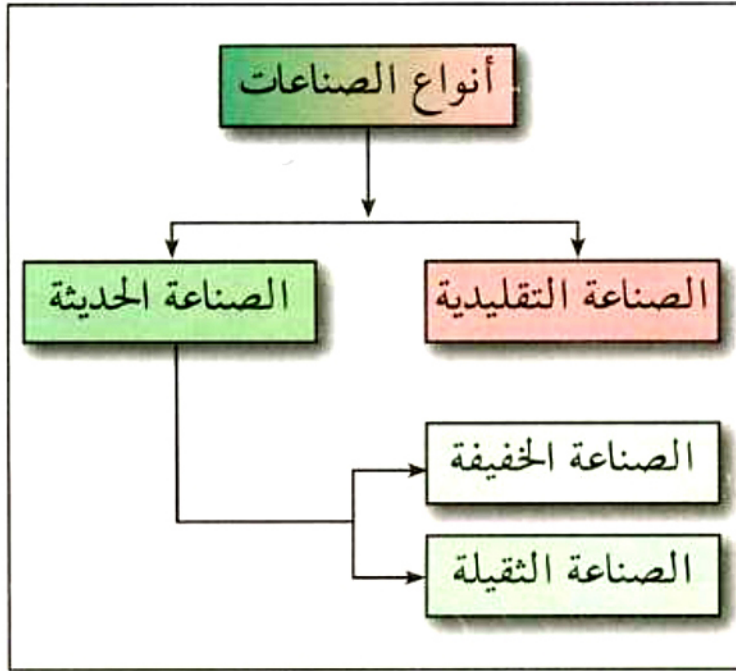 أنواع الصناعات
الصناعة التقليدية
الصناعة الحديثة
الصناعة الخفيفة
الصناعة الثقيلة